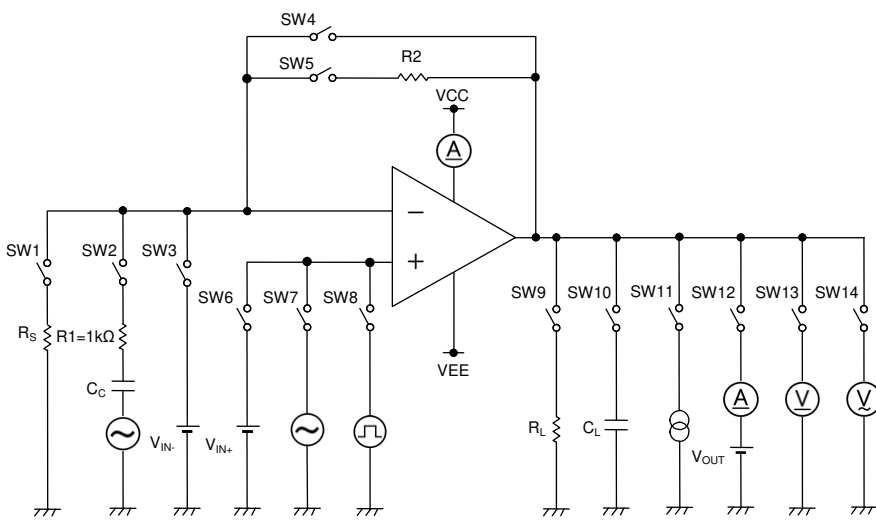 SW4
SW5
R2
VCC
A
−
+
VEE
SW1
SW2
SW3
SW6
SW7
SW8
SW9
SW10
SW11
SW12
SW13
SW14
RS
R1=1kΩ
CC
VIN-
VIN+
RL
CL
VOUT
A
V
V